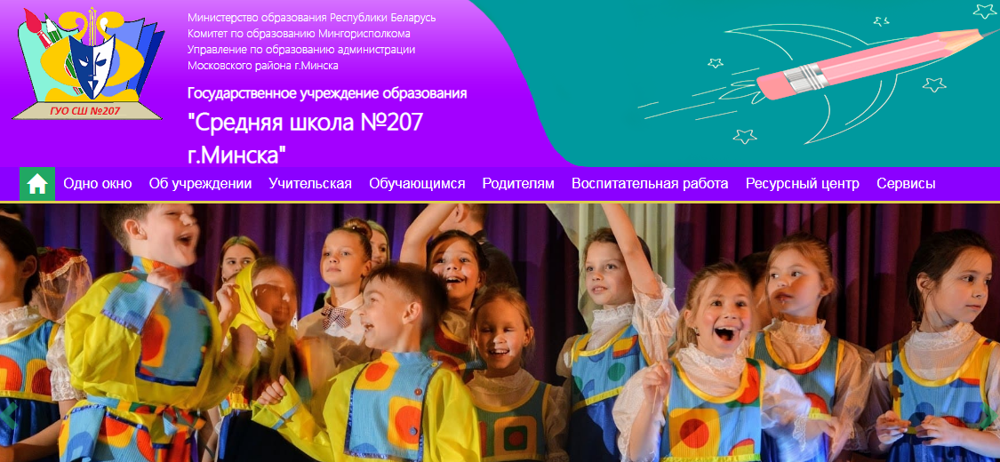 Министерство образования Республики Беларусь
Комитет по образованию Мингорисполкома
Управление по образованию администрации
Московского района г.Минска
Государственное учреждение образования
"Средняя школа №207
г.Минска"
ГУО СШ №207
Одно окно Об учреждении Учительская Обучающимся Родителям Воспитательная работа Ресурсный центр Сервисы